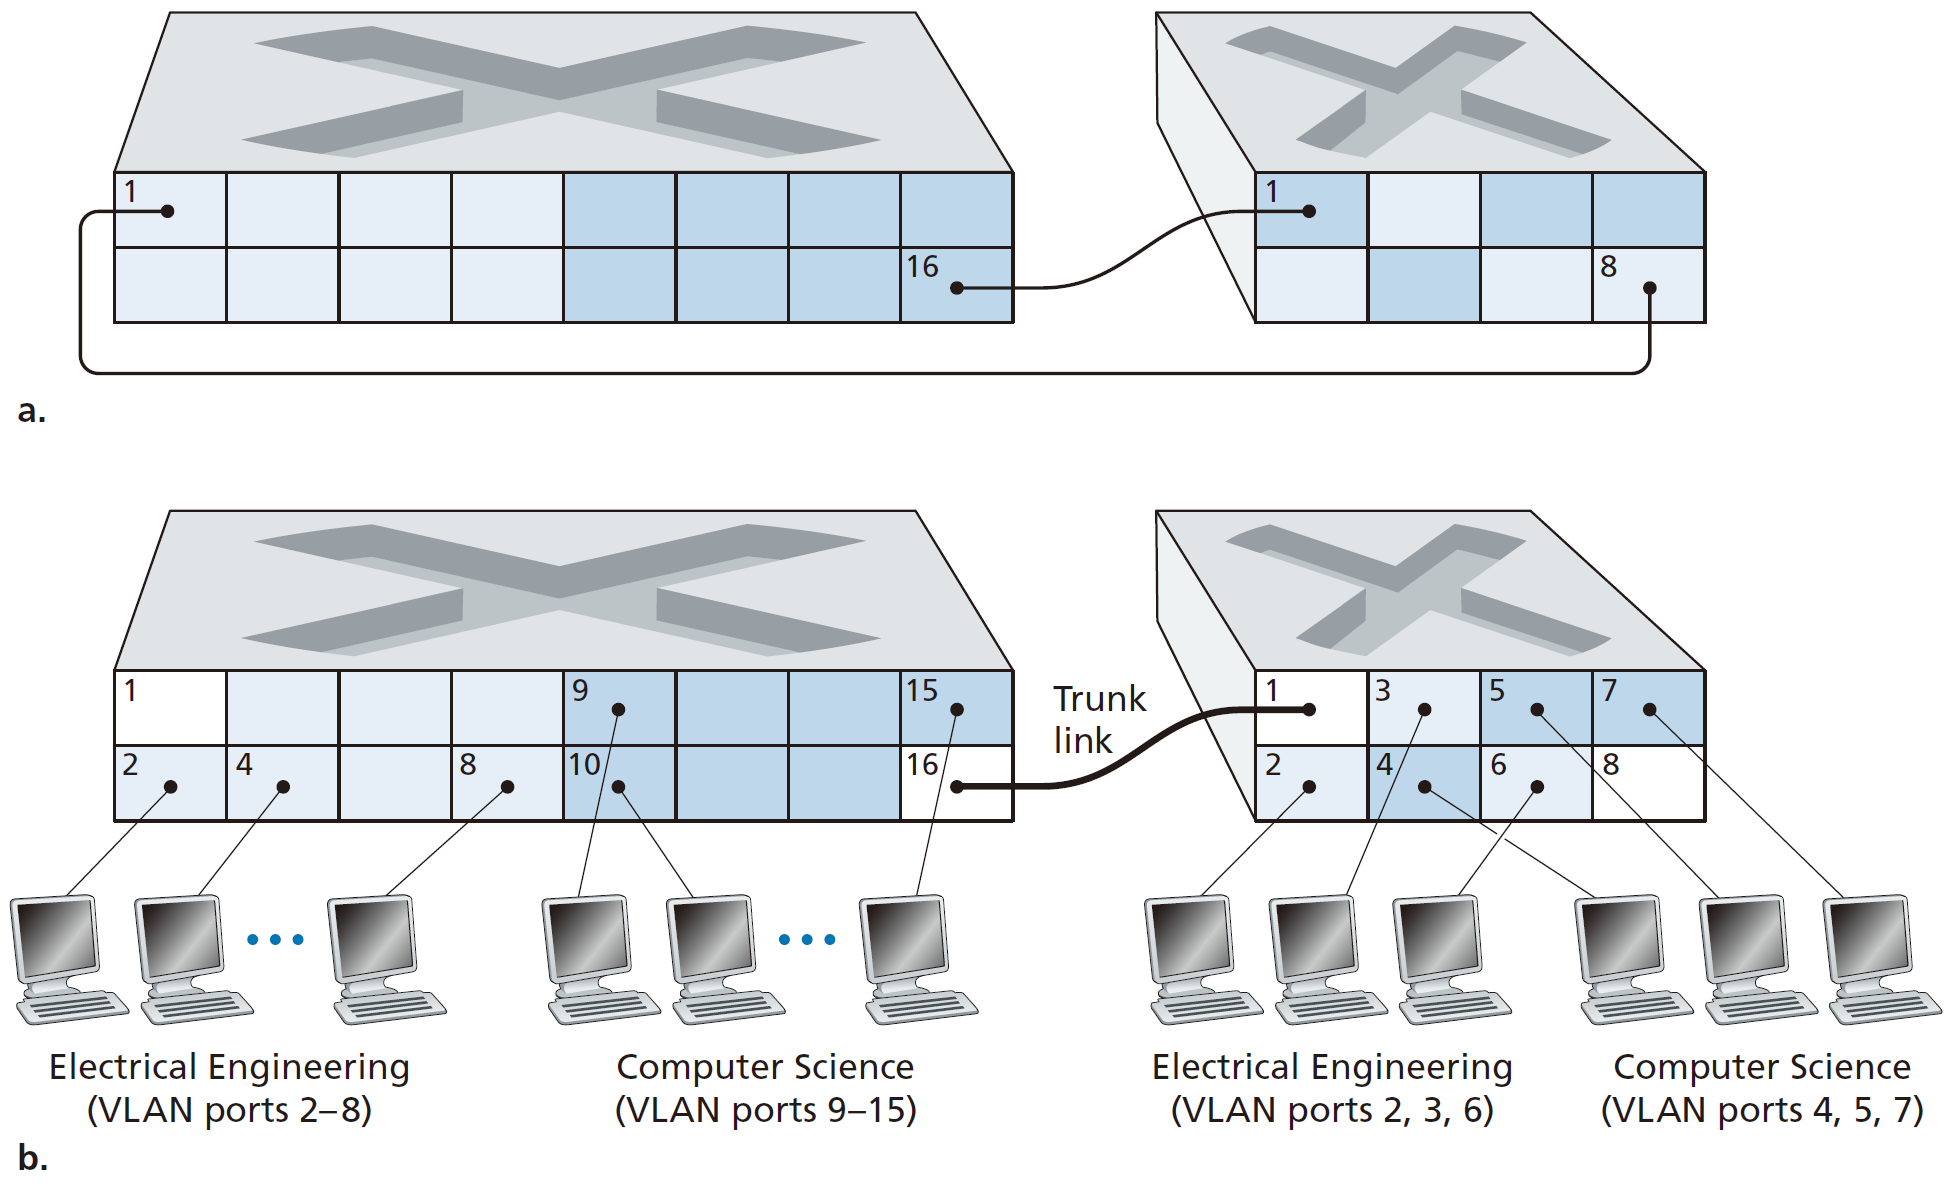 1
16
1
8
a.
1
9
15
2
4
8
10
16
Trunk
link
1
3
5
7
2
4
6
8
Electrical Engineering
(VLAN ports 2–8)
Computer Science
(VLAN ports 9–15)
Electrical Engineering
(VLAN ports 2, 3, 6)
Computer Science
(VLAN ports 4, 5, 7)
b.